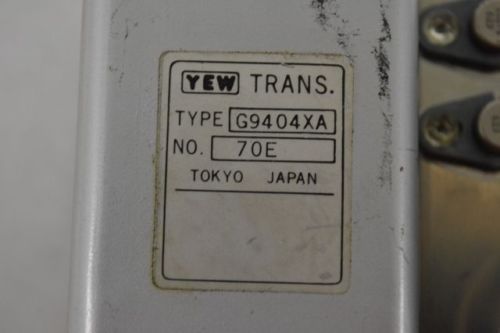 YEW TRANS.
TYPE G9404XA
NO. 70E
TOKYO JAPAN